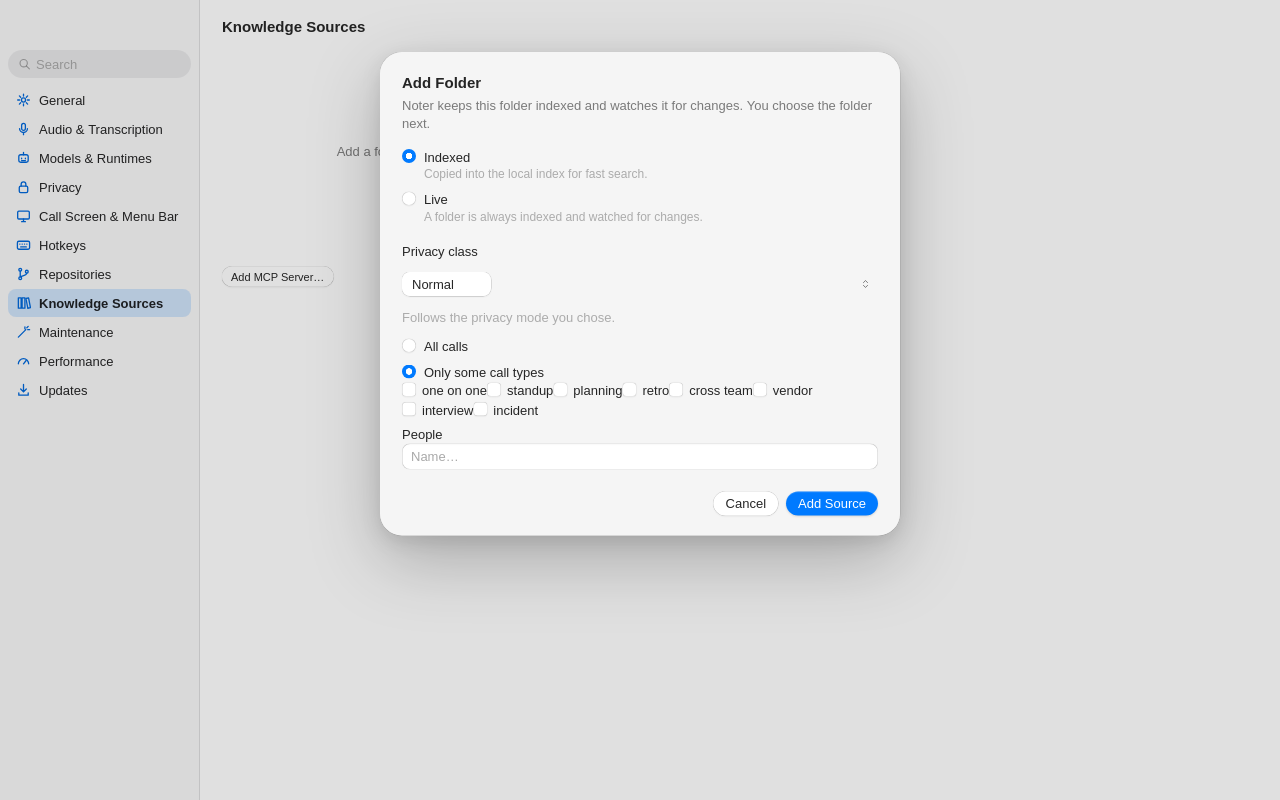 Knowledge Sources
Search
General
Audio & Transcription
Models & Runtimes
Privacy
Call Screen & Menu Bar
Hotkeys
Repositories
Knowledge Sources
Maintenance
Performance
Updates
Add a
Add MCP Server…
Add Folder
Noter keeps this folder indexed and watches it for changes. You choose the folder
next.
Indexed
Copied into the local index for fast search.
Live
A folder is always indexed and watched for changes.
Privacy class
Normal
Follows the privacy mode you chose.
All calls
Only some call types
one on one standup planning retro cross team vendor
interview incident
People
Name…
Cancel Add Source